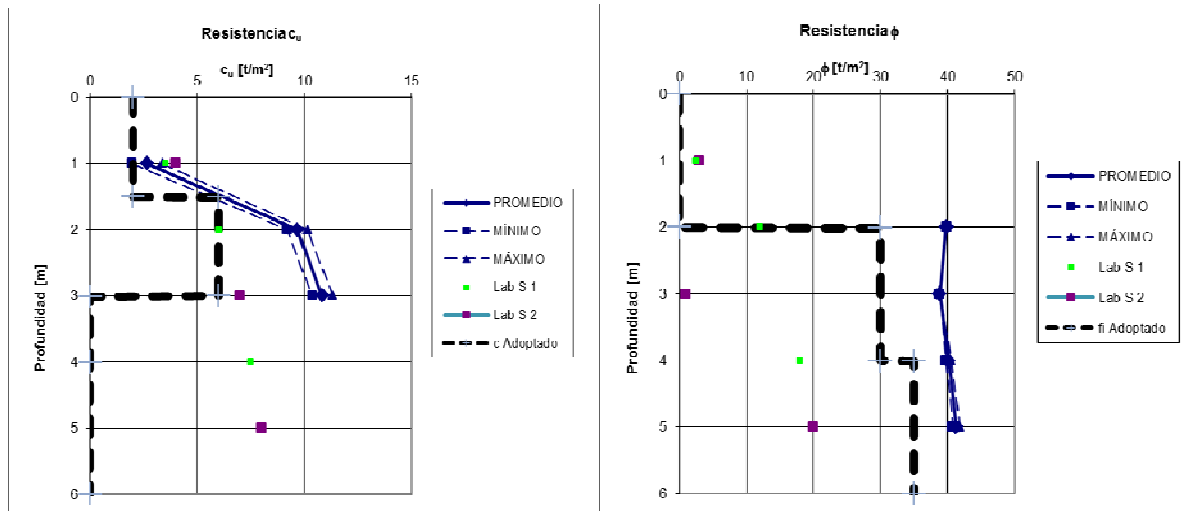 Resistencia cᵤ
cᵤ [t/m²]
0 5 10 15
0
1
2
3
4
5
6
Profundidad [m]
PROMEDIO
MÍNIMO
MÁXIMO
Lab S 1
Lab S 2
c Adoptado
Resistencia ϕ
ϕ [t/m²]
0 10 20 30 40 50
0
1
2
3
4
5
6
Profundidad [m]
PROMEDIO
MÍNIMO
MÁXIMO
Lab S 1
Lab S 2
fi Adoptado